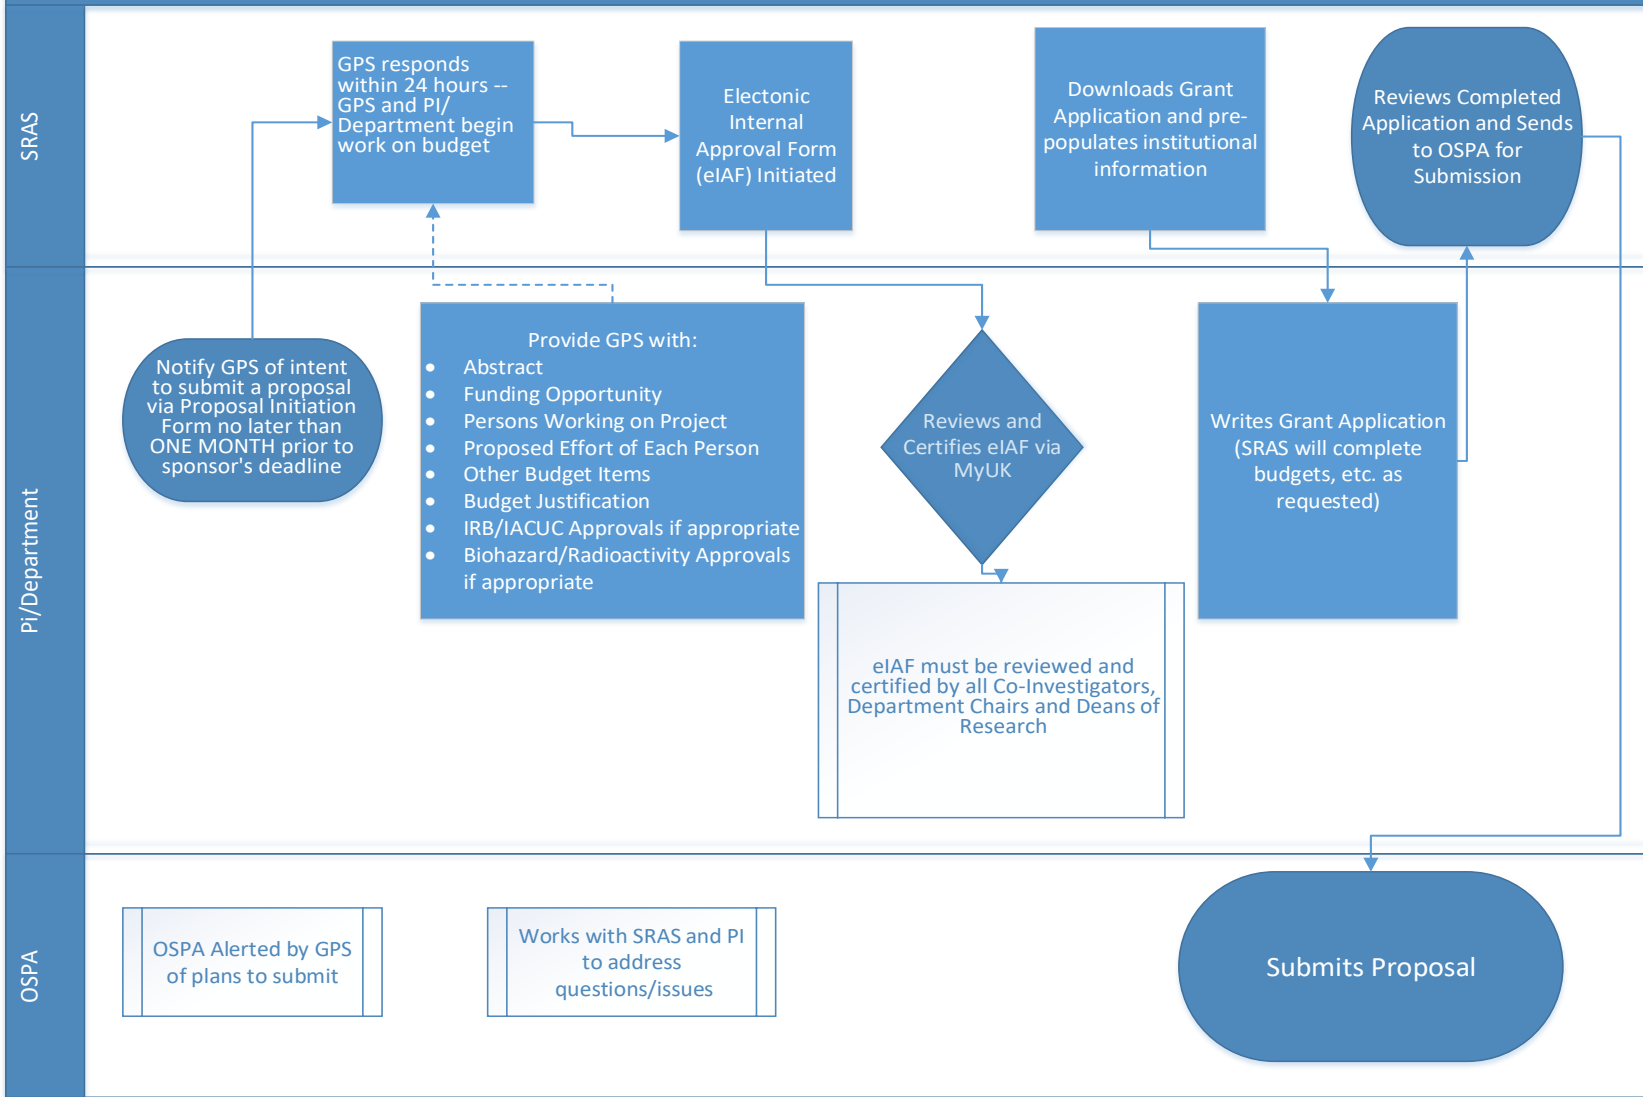 SRAS
GPS responds
within 24 hours --
GPS and PI/
Department begin
work on budget
Electonic
Internal
Approval Form
(eIAF) Initiated
Downloads Grant
Application and pre-
populates institutional
information
Reviews Completed
Application and Sends
to OSPA for
Submission
Pi/Department
Notify GPS of intent
to submit a proposal
via Proposal Initiation
Form no later than
ONE MONTH prior to
sponsor's deadline
Provide GPS with:
• Abstract
• Funding Opportunity
• Persons Working on Project
• Proposed Effort of Each Person
• Other Budget Items
• Budget Justification
• IRB/IACUC Approvals if appropriate
• Biohazard/Radioactivity Approvals
if appropriate
Reviews and
Certifies eIAF via
MyUK
eIAF must be reviewed and
certified by all Co-Investigators,
Department Chairs and Deans of
Research
Writes Grant Application
(SRAS will complete
budgets, etc. as
requested)
OSPA
OSPA Alerted by GPS
of plans to submit
Works with SRAS and PI
to address
questions/issues
Submits Proposal